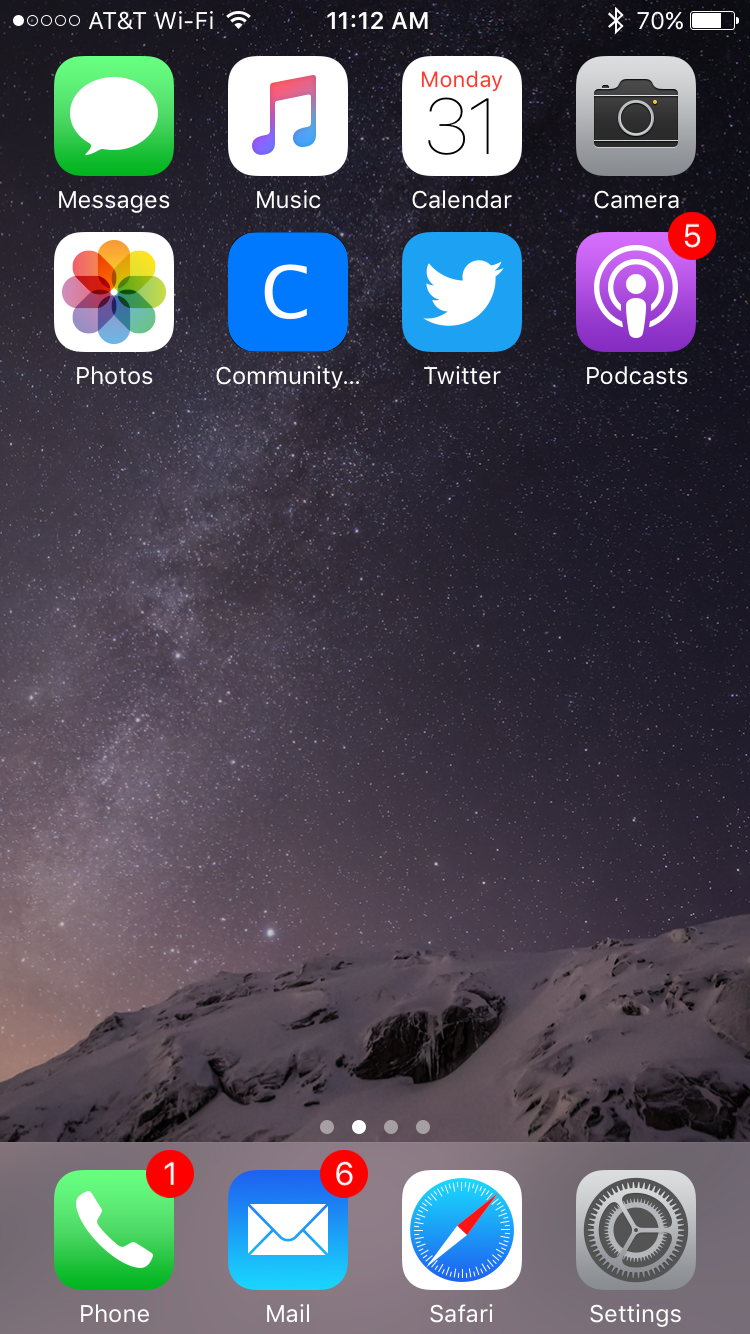 AT&T Wi-Fi 11:12 AM 70%
Monday
31
Messages Music Calendar Camera
5
C
Photos Community... Twitter Podcasts
1 6
Phone Mail Safari Settings